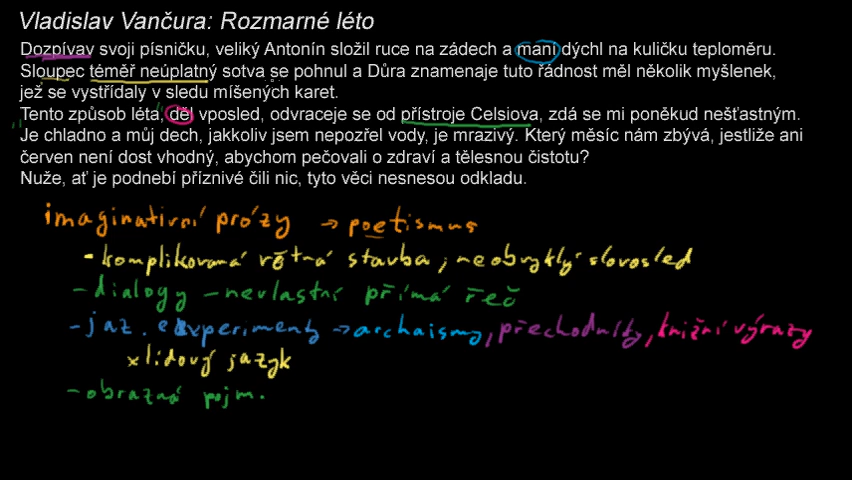 Vladislav Vančura: Rozmarné léto
Dozpívav svoji písničku, veliký Antonín složil ruce na zádech a maní dýchl na kuličku teploměru.
Sloupec téměř neúplatný sotva se pohnul a Důra znamenaje tuto řádnost měl několik myšlenek,
jež se vystřídaly v sledu míšených karet.
Tento způsob léta, děl vposled, odvraceje se od přístroje Celsiova, zdá se mi poněkud nešťastným.
Je chladno a můj dech, jakkoliv jsem nepozřel vody, je mrazivý. Který měsíc nám zbývá, jestliže ani
červen není dost vhodný, abychom pečovali o zdraví a tělesnou čistotu?
Nuže, ať je podnebí příznivé čili nic, tyto věci nesnesou odkladu.
imaginativní prózy → poetismus
- komplikovaná větná stavba, neobvyklý slovosled
- dialogy - nevlastní přímá řeč
- jaz. experimenty → archaismy, přechodníky, knižní výrazy
x lidový jazyk
- obrazná pojm.